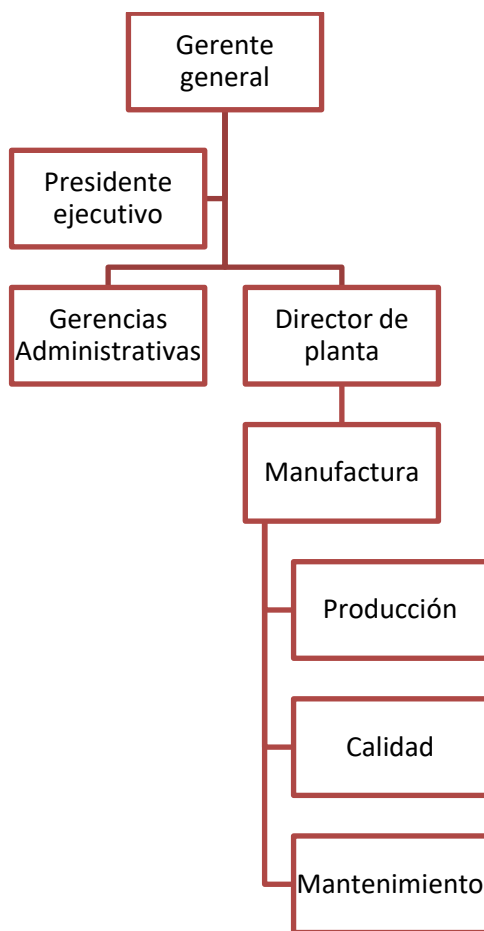 Gerente
general
Presidente
ejecutivo
Gerencias
Administrativas
Director de
planta
Manufactura
Producción
Calidad
Mantenimiento